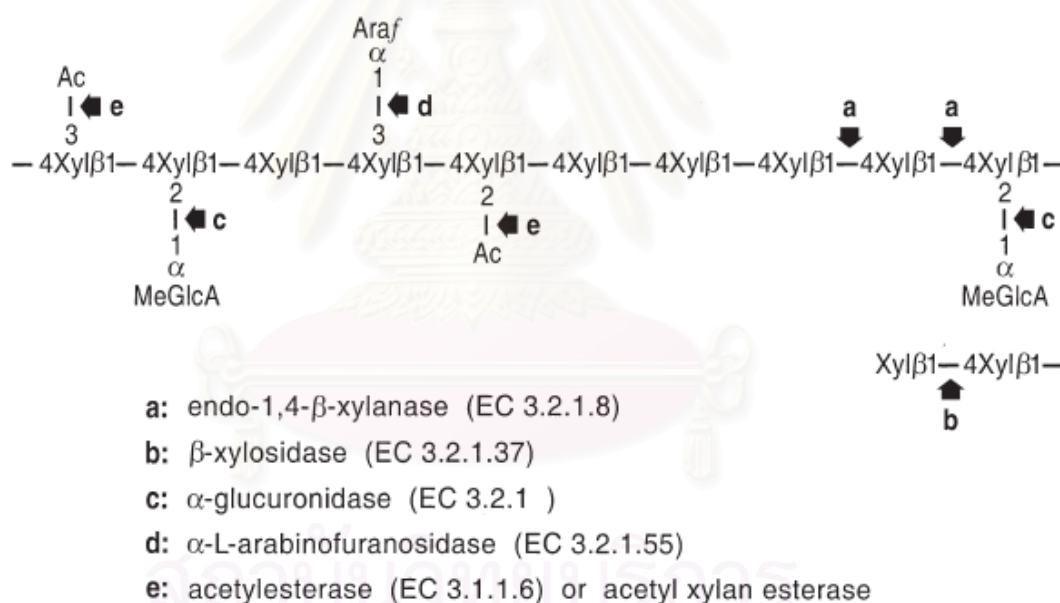 Araf
α
Ac 1
I e I d a a
3 3
— 4Xylβ1— 4Xylβ1— 4Xylβ1— 4Xylβ1— 4Xylβ1— 4Xylβ1— 4Xylβ1— 4Xylβ1— 4Xylβ1— 4Xylβ1—
2 2 2
I c I e I c
1 Ac 1
α α
MeGlcA MeGlcA
Xylβ1— 4Xylβ1—
b
a: endo-1,4-β-xylanase (EC 3.2.1.8)
b: β-xylosidase (EC 3.2.1.37)
c: α-glucuronidase (EC 3.2.1 )
d: α-L-arabinofuranosidase (EC 3.2.1.55)
e: acetylesterase (EC 3.1.1.6) or acetyl xylan esterase